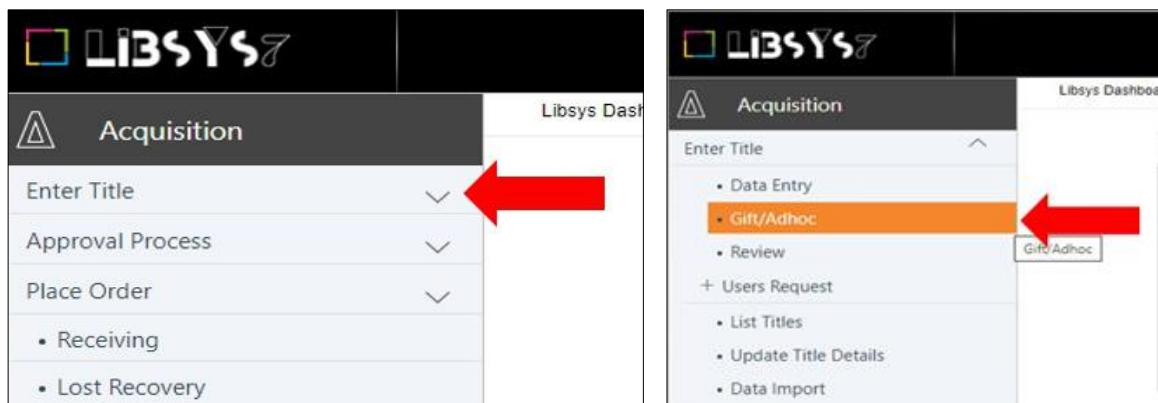 LiBSYS7
Acquisition
Libsys Dash
Enter Title
Approval Process
Place Order
• Receiving
• Lost Recovery
LiBSYS7
Acquisition
Libsys Dashboa
Enter Title
• Data Entry
• Gift/Adhoc
• Review
Gift/Adhoc
+ Users Request
• List Titles
• Update Title Details
• Data Import